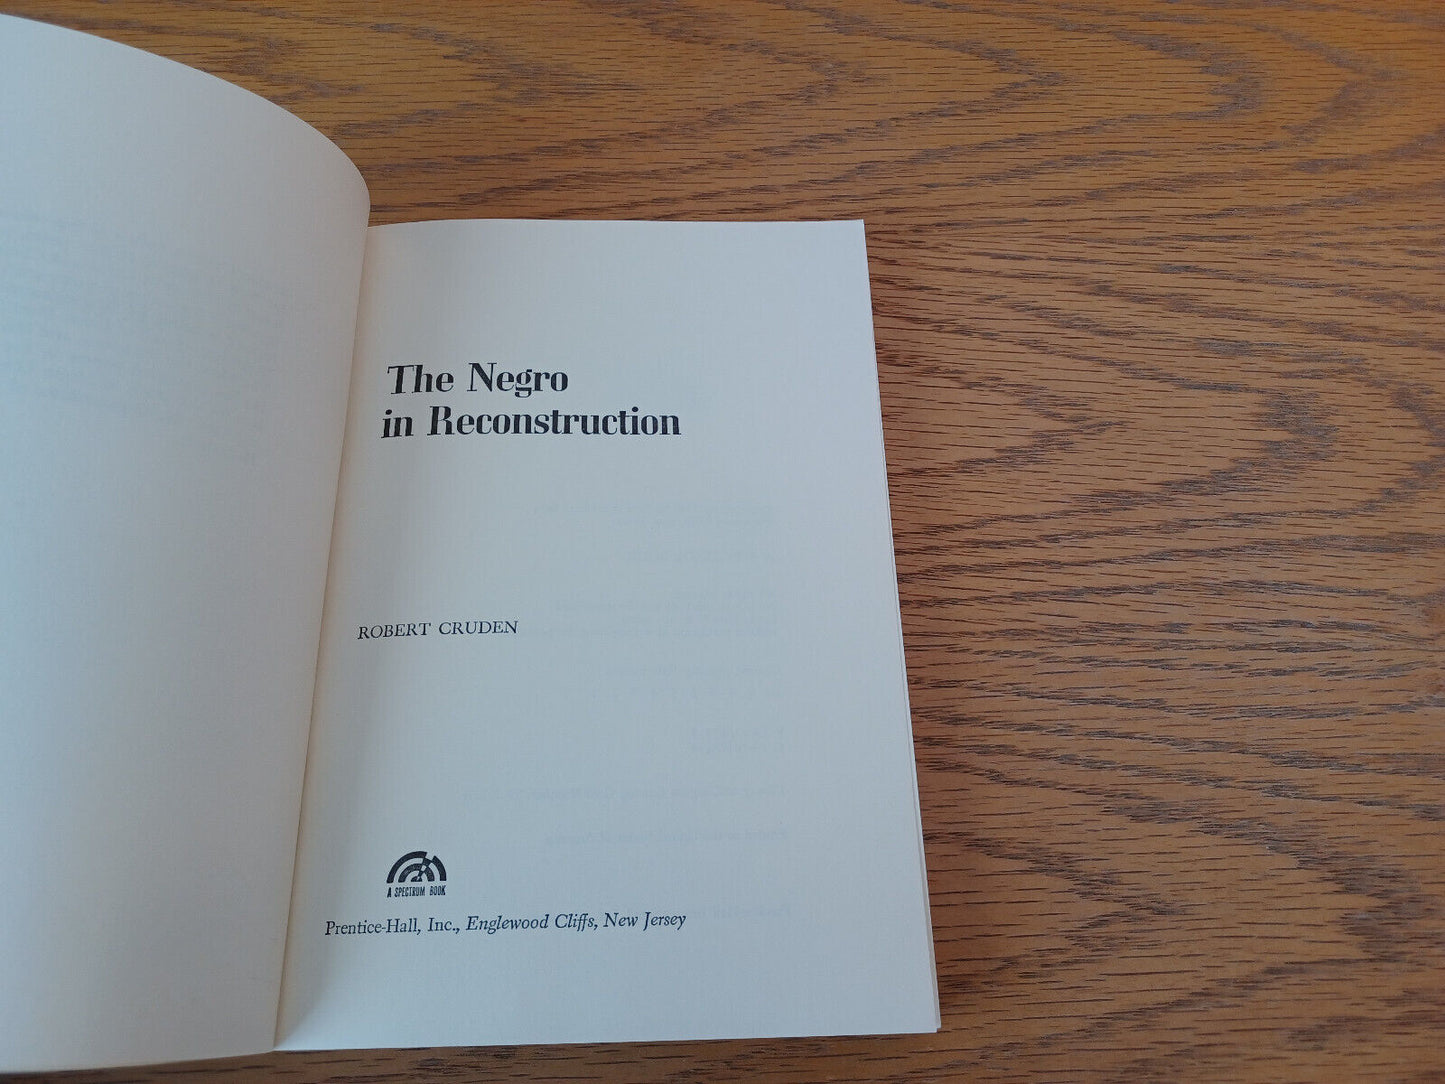 The Negro
in Reconstruction
ROBERT CRUDEN
A SPECTRUM BOOK
Prentice-Hall, Inc., Englewood Cliffs, New Jersey